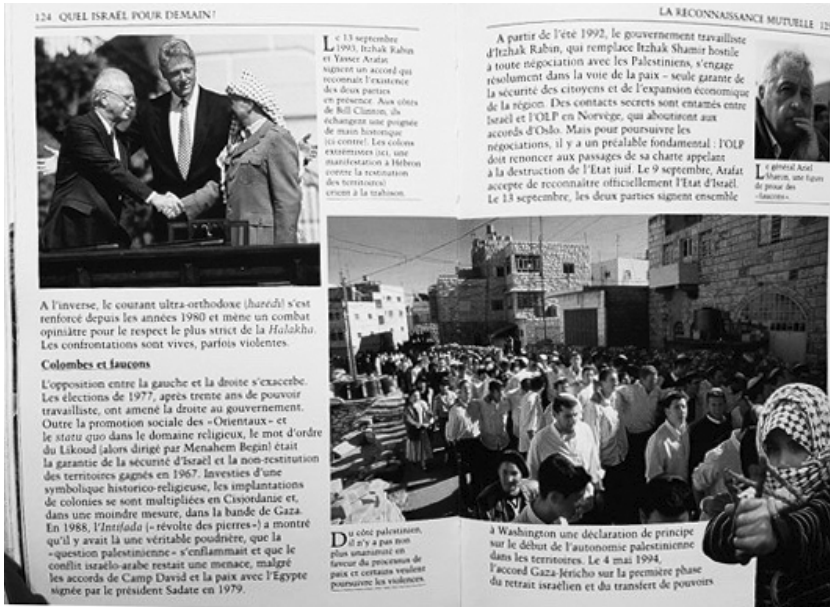 124 QUEL ISRAËL POUR DEMAIN?
Le 13 septembre
1993, Itzhak Rabin
et Yasser Arafat
signent un accord qui
reconnaît l'existence
des deux parties
en présence. Aux côtés
de Bill Clinton, ils
échangent une poignée
de main historique
(ci contre). Les colons
extrémistes (ici, une
manifestation à Hébron
contre la restitution
des territoires)
crient à la trahison.
A l'inverse, le courant ultra-orthodoxe (haredi) s'est
renforcé depuis les années 1980 et mène un combat
opiniâtre pour le respect le plus strict de la Halakha.
Les confrontations sont vives, parfois violentes.
Colombes et faucons
L'opposition entre la gauche et la droite s'exacerbe.
Les élections de 1977, après trente ans de pouvoir
travailliste, ont amené la droite au gouvernement.
Outre la promotion sociale des «Orientaux» et
le statu quo dans le domaine religieux, le mot d'ordre
du Likoud (alors dirigé par Menahem Begin) était
la garantie de la sécurité d'Israël et la non-restitution
des territoires gagnés en 1967. Investies d'une
symbolique historico-religieuse, les implantations
de colonies se sont multipliées en Cisjordanie et,
dans une moindre mesure, dans la bande de Gaza.
En 1988, l'Intifada («révolte des pierres») a montré
qu'il y avait là une véritable poudrière, que la
«question palestinienne» s'enflammait et que le
conflit israélo-arabe restait une menace, malgré
les accords de Camp David et la paix avec l'Egypte
signée par le président Sadate en 1979.
Du côté palestinien,
il n'y a pas non
plus unanimité en
faveur du processus de
paix et certains veulent
poursuivre les violences.
LA RECONNAISSANCE MUTUELLE 12
A partir de l'été 1992, le gouvernement travailliste
d'Itzhak Rabin, qui remplace Itzhak Shamir hostile
à toute négociation avec les Palestiniens, s'engage
résolument dans la voie de la paix – seule garante de
la sécurité des citoyens et de l'expansion économique
de la région. Des contacts secrets sont entamés entre
Israël et l'OLP en Norvège, qui aboutiront aux
accords d'Oslo. Mais pour poursuivre les
négociations, il y a un préalable fondamental : l'OLP
doit renoncer aux passages de sa charte appelant
à la destruction de l'Etat juif. Le 9 septembre, Arafat
accepte de reconnaître officiellement l'Etat d'Israël.
Le 13 septembre, les deux parties signent ensemble
Le général Ariel
Sharon, une figure
de proue des
«faucons».
à Washington une déclaration de principe
sur le début de l'autonomie palestinienne
dans les territoires. Le 4 mai 1994,
l'accord Gaza-Jéricho sur la première phase
du retrait israélien et du transfert de pouvoirs